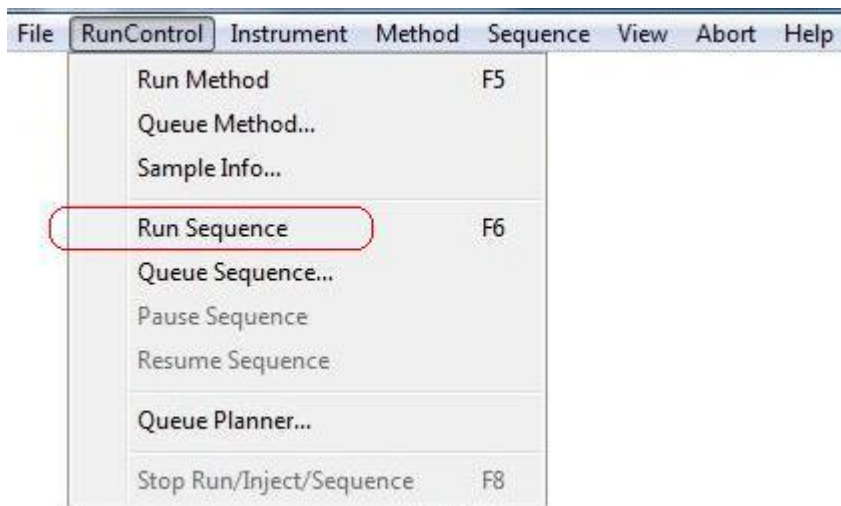 File RunControl Instrument Method Sequence View Abort Help
Run Method F5
Queue Method...
Sample Info...
Run Sequence F6
Queue Sequence...
Pause Sequence
Resume Sequence
Queue Planner...
Stop Run/Inject/Sequence F8